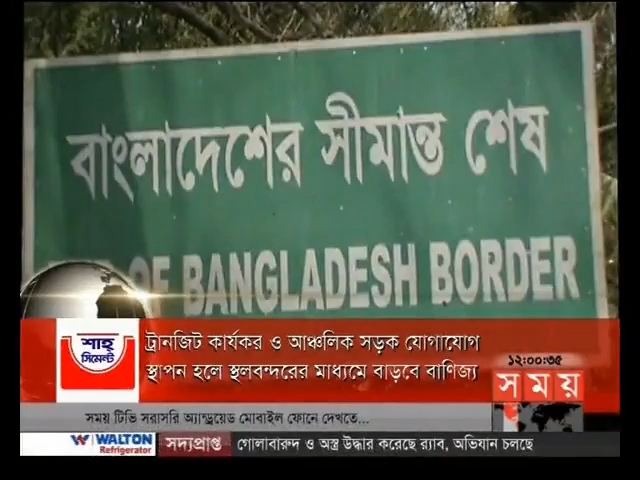 বাংলাদেশের সীমান্ত শেষ
OF BANGLADESH BORDER
শাহ্
সিমেন্ট
ট্রানজিট কার্যকর ও আঞ্চলিক সড়ক যোগাযোগ
স্থাপন হলে স্থলবন্দরের মাধ্যমে বাড়বে বাণিজ্য
১২:০০:৩৫
সময়
সময় টিভি সরাসরি অ্যান্ড্রয়েড মোবাইল ফোনে দেখতে...
WALTON
Refrigerator
সদ্যপ্রাপ্ত
গোলাবারুদ ও অস্ত্র উদ্ধার করেছে র‍্যাব, অভিযান চলছে